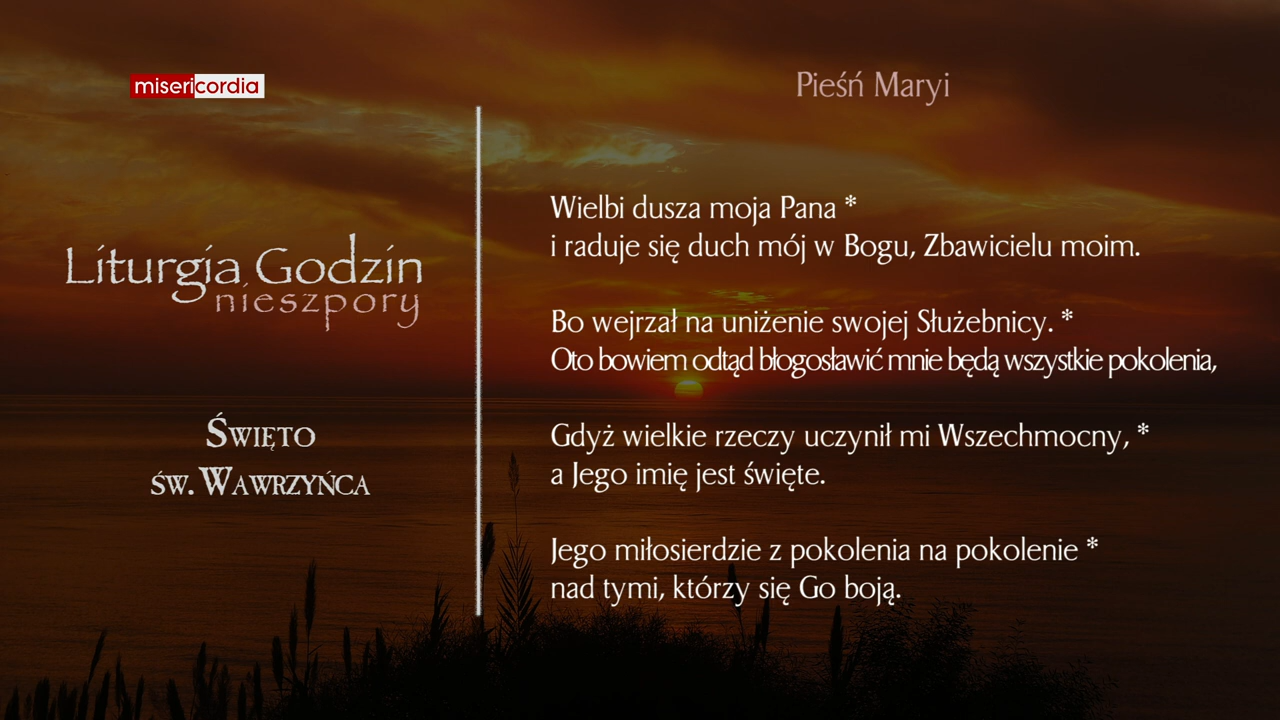 misericordia
Liturgia Godzin
nieszpory
Święto
św. Wawrzyńca
Pieśń Maryi
Wielbi dusza moja Pana *
i raduje się duch mój w Bogu, Zbawicielu moim.
Bo wejrzał na uniżenie swojej Służebnicy. *
Oto bowiem odtąd błogosławić mnie będą wszystkie pokolenia,
Gdyż wielkie rzeczy uczynił mi Wszechmocny, *
a Jego imię jest święte.
Jego miłosierdzie z pokolenia na pokolenie *
nad tymi, którzy się Go boją.